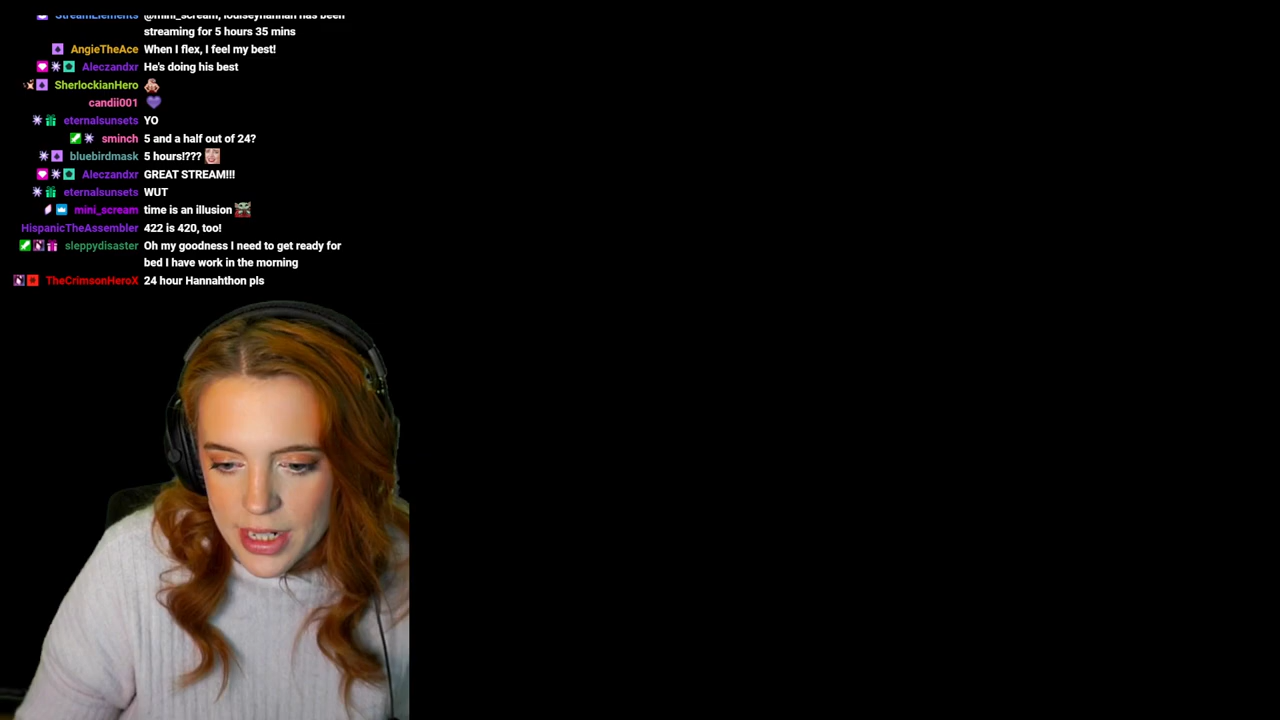 StreamElements @mini_scream, louiseyhannah has been
streaming for 5 hours 35 mins
AngieTheAce When I flex, I feel my best!
Aleczandxr He's doing his best
SherlockianHero
candii001
eternalsunsets YO
sminch 5 and a half out of 24?
bluebirdmask 5 hours!???
Aleczandxr GREAT STREAM!!!
eternalsunsets WUT
mini_scream time is an illusion
HispanicTheAssembler 422 is 420, too!
sleppydisaster Oh my goodness I need to get ready for
bed I have work in the morning
TheCrimsonHeroX 24 hour Hannahthon pls